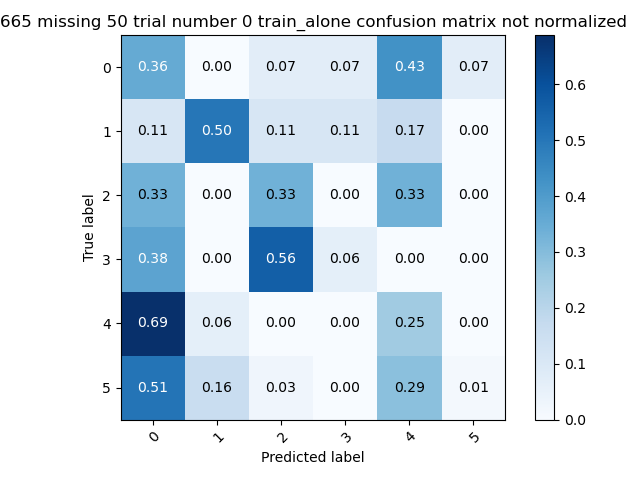 665 missing 50 trial number 0 train_alone confusion matrix not normalized
0 0.36 0.00 0.07 0.07 0.43 0.07
1 0.11 0.50 0.11 0.11 0.17 0.00
2 0.33 0.00 0.33 0.00 0.33 0.00
3 0.38 0.00 0.56 0.06 0.00 0.00
4 0.69 0.06 0.00 0.00 0.25 0.00
5 0.51 0.16 0.03 0.00 0.29 0.01
0 1 2 3 4 5
True label
Predicted label
0.6
0.5
0.4
0.3
0.2
0.1
0.0